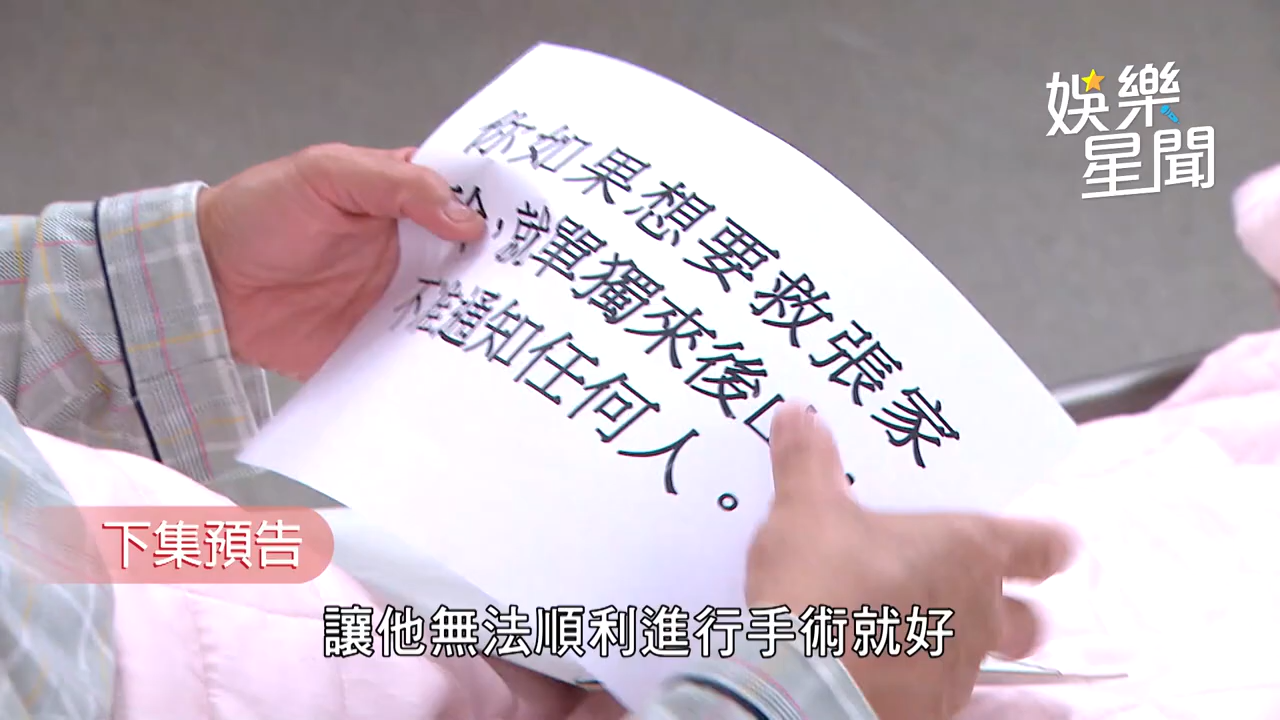 娛樂
星聞
你如果想要救張家
，就單獨來後
不能通知任何人。
下集預告
讓他無法順利進行手術就好